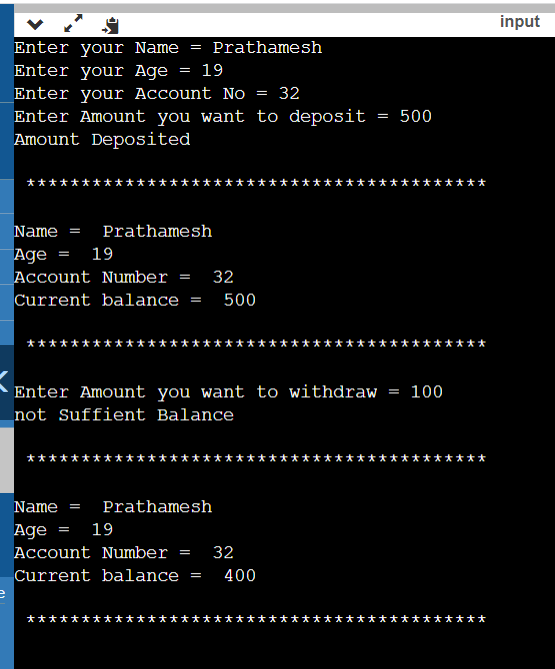 input
Enter your Name = Prathamesh
Enter your Age = 19
Enter your Account No = 32
Enter Amount you want to deposit = 500
Amount Deposited
******************************************
Name =  Prathamesh
Age =  19
Account Number =  32
Current balance =  500
******************************************
Enter Amount you want to withdraw = 100
not Suffient Balance
******************************************
Name =  Prathamesh
Age =  19
Account Number =  32
Current balance =  400
******************************************